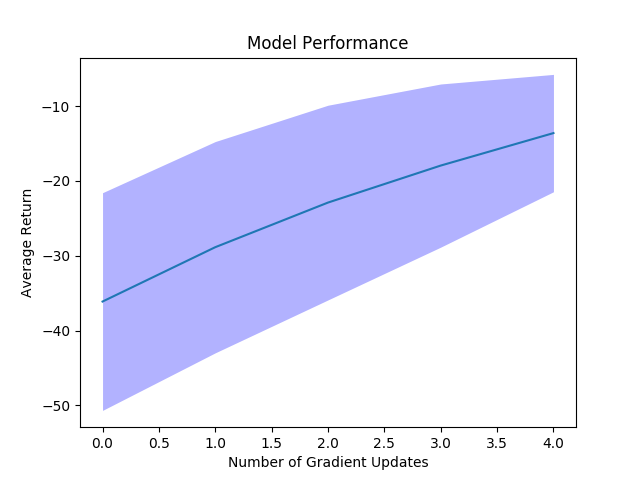 Model Performance
Average Return
−10
−20
−30
−40
−50
0.0 0.5 1.0 1.5 2.0 2.5 3.0 3.5 4.0
Number of Gradient Updates